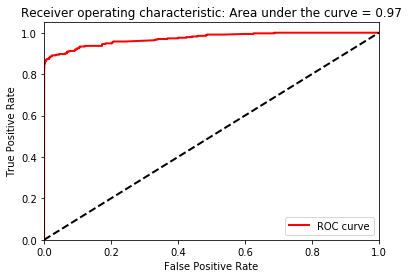 Receiver operating characteristic: Area under the curve = 0.97
1.0
0.8
0.6
0.4
0.2
0.0
True Positive Rate
0.0 0.2 0.4 0.6 0.8 1.0
False Positive Rate
ROC curve